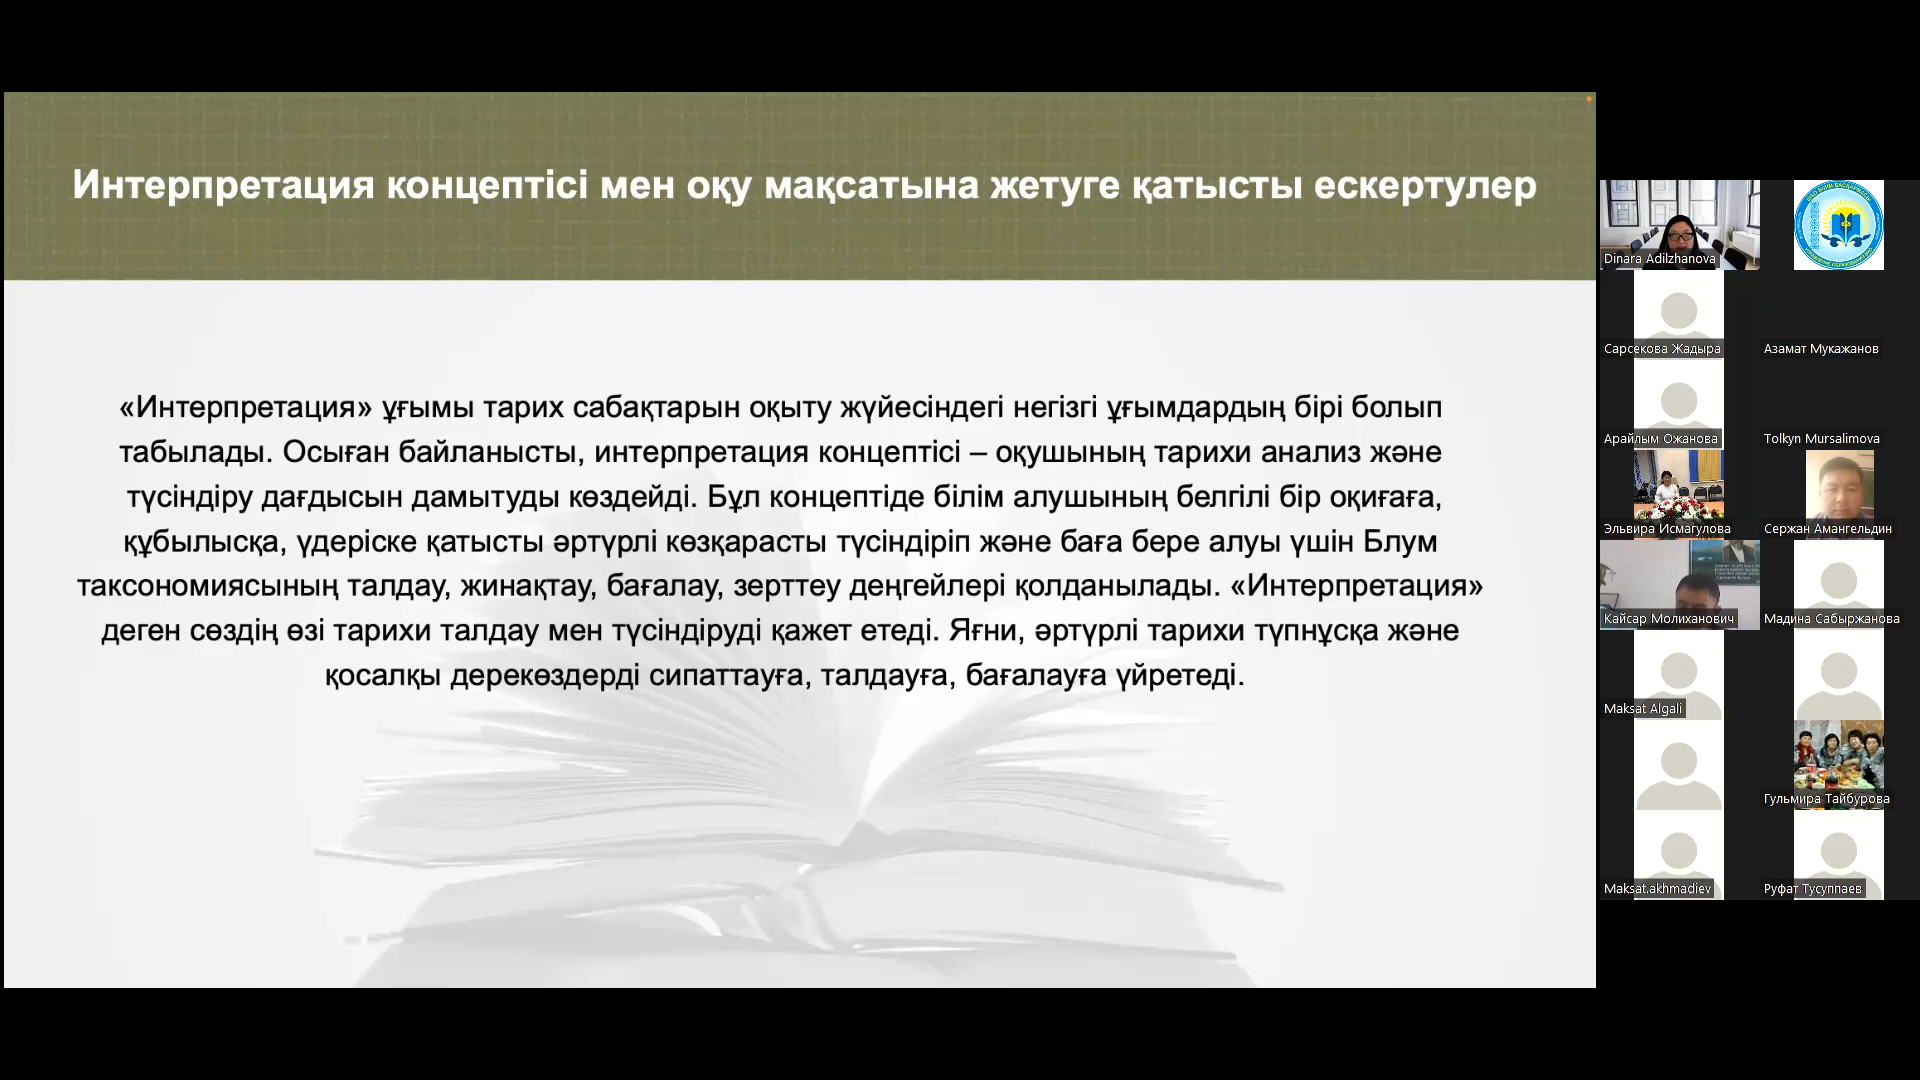 Интерпретация концептісі мен оқу мақсатына жетуге қатысты ескертулер
«Интерпретация» ұғымы тарих сабақтарын оқыту жүйесіндегі негізгі ұғымдардың бірі болып
табылады. Осыған байланысты, интерпретация концептісі – оқушының тарихи анализ және
түсіндіру дағдысын дамытуды көздейді. Бұл концептіде білім алушының белгілі бір оқиғаға,
құбылысқа, үдеріске қатысты әртүрлі көзқарасты түсіндіріп және баға бере алуы үшін Блум
таксономиясының талдау, жинақтау, бағалау, зерттеу деңгейлері қолданылады. «Интерпретация»
деген сөздің өзі тарихи талдау мен түсіндіруді қажет етеді. Яғни, әртүрлі тарихи түпнұсқа және
қосалқы дерекөздерді сипаттауға, талдауға, бағалауға үйретеді.
Dinara Adilzhanova
Сарсекова Жадыра
Азамат Мукажанов
Арайлым Ожанова
Tolkyn Mursalimova
Эльвира Исмагулова
Сержан Амангельдин
Кайсар Молиханович
Мадина Сабыржанова
Maksat Algali
Гульмира Тайбурова
Maksat.akhmadiev
Руфат Тусуппаев